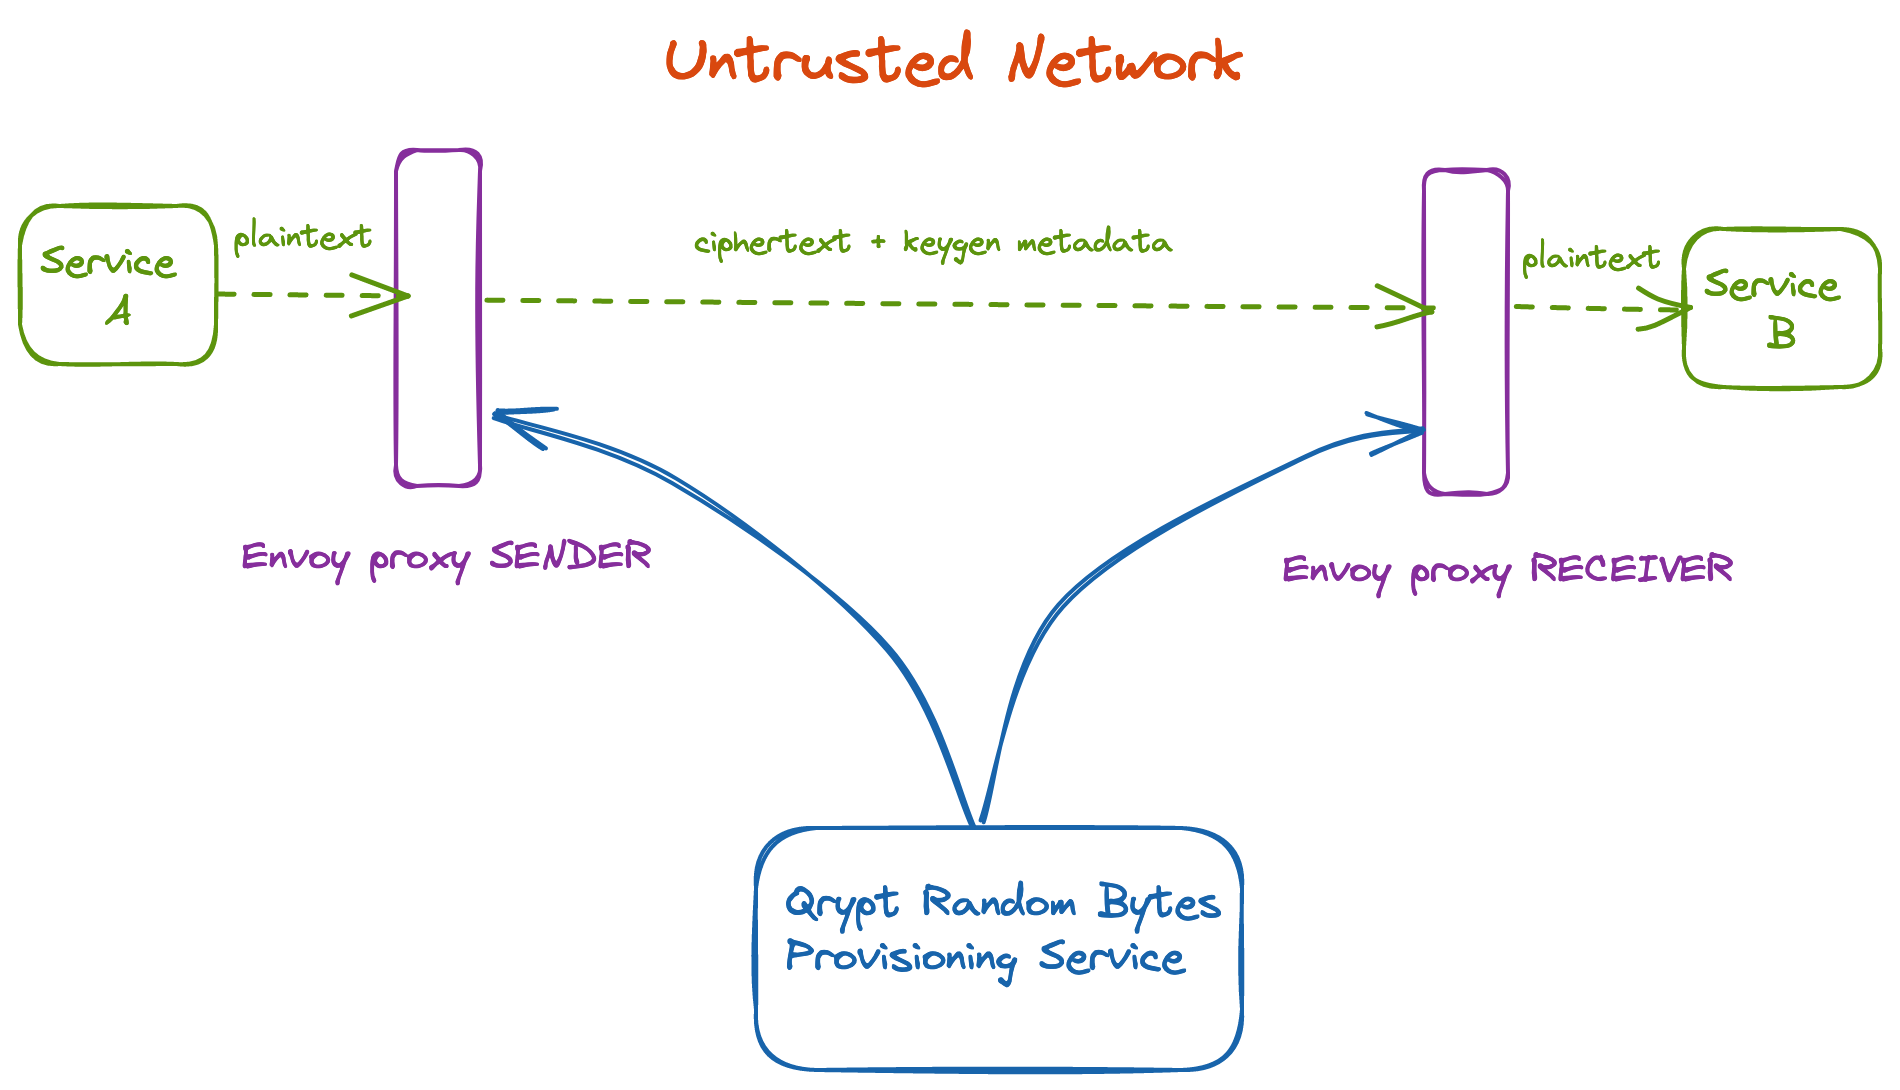 Untrusted Network
plaintext
ciphertext + keygen metadata
plaintext
Service
A
Service
B
Envoy proxy SENDER
Envoy proxy RECEIVER
Qrypt Random Bytes
Provisioning Service